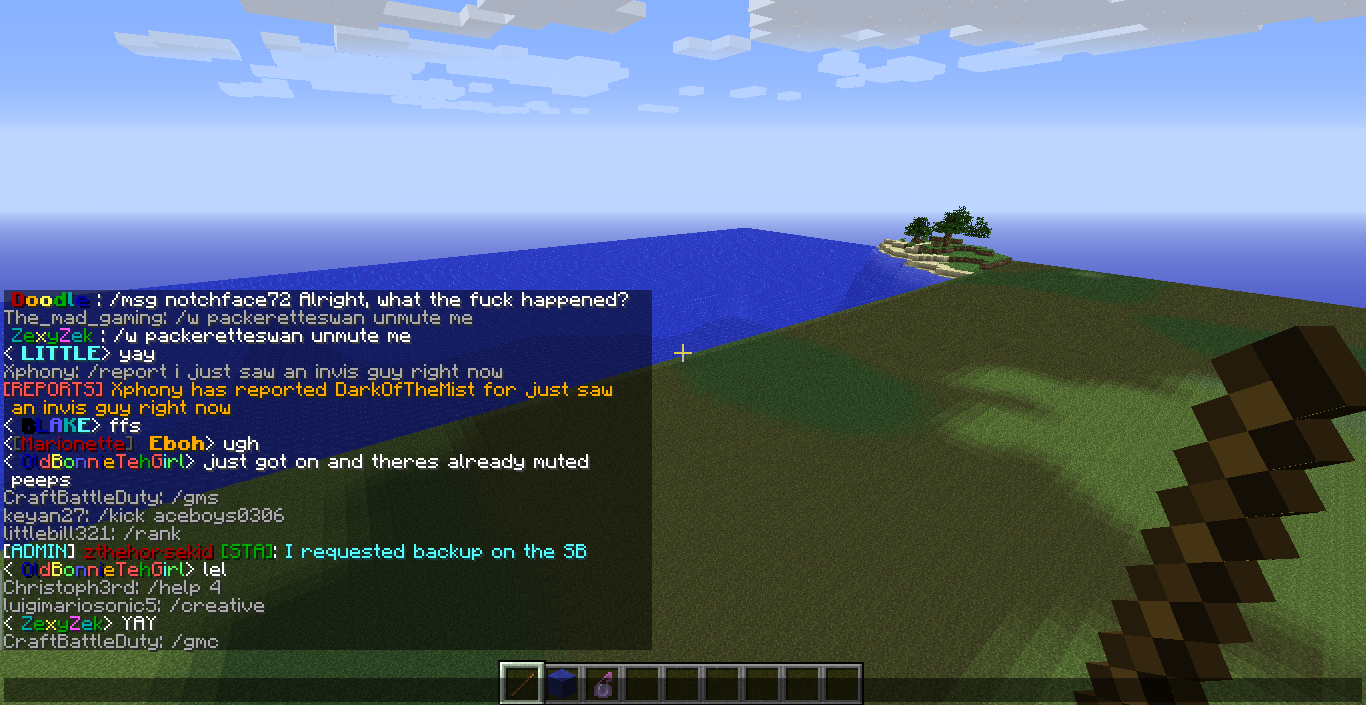 Doodle : /msg notchface72 Alright, what the fuck happened?
The_mad_gaming: /w packeretteswan unmute me
ZexyZek : /w packeretteswan unmute me
< LITTLE> yay
Xphony: /report i just saw an invis guy right now
[REPORTS] Xphony has reported DarkOfTheMist for just saw
an invis guy right now
< BLAKE> ffs
<[Marionette] Eboh> ugh
< OldBonnieTehGirl> just got on and theres already muted
peeps
CraftBattleDuty: /gms
keyan27: /kick aceboys0306
littlebill321: /rank
[ADMIN] zthehorsekid [STA]: I requested backup on the SB
< OldBonnieTehGirl> lel
Christoph3rd: /help 4
luigimariosonic5: /creative
< ZexyZek> YAY
CraftBattleDuty: /gmc